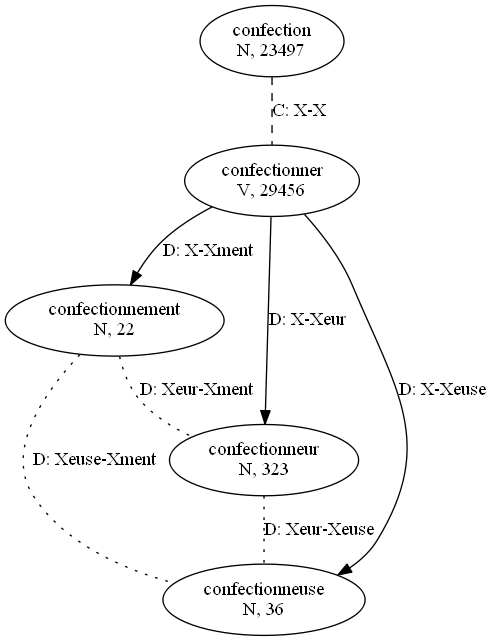 confection
N, 23497
C: X-X
confectionner
V, 29456
D: X-Xment
confectionnement
N, 22
D: X-Xeur
D: Xeur-Xment
D: X-Xeuse
confectionneur
N, 323
D: Xeuse-Xment
D: Xeur-Xeuse
confectionneuse
N, 36